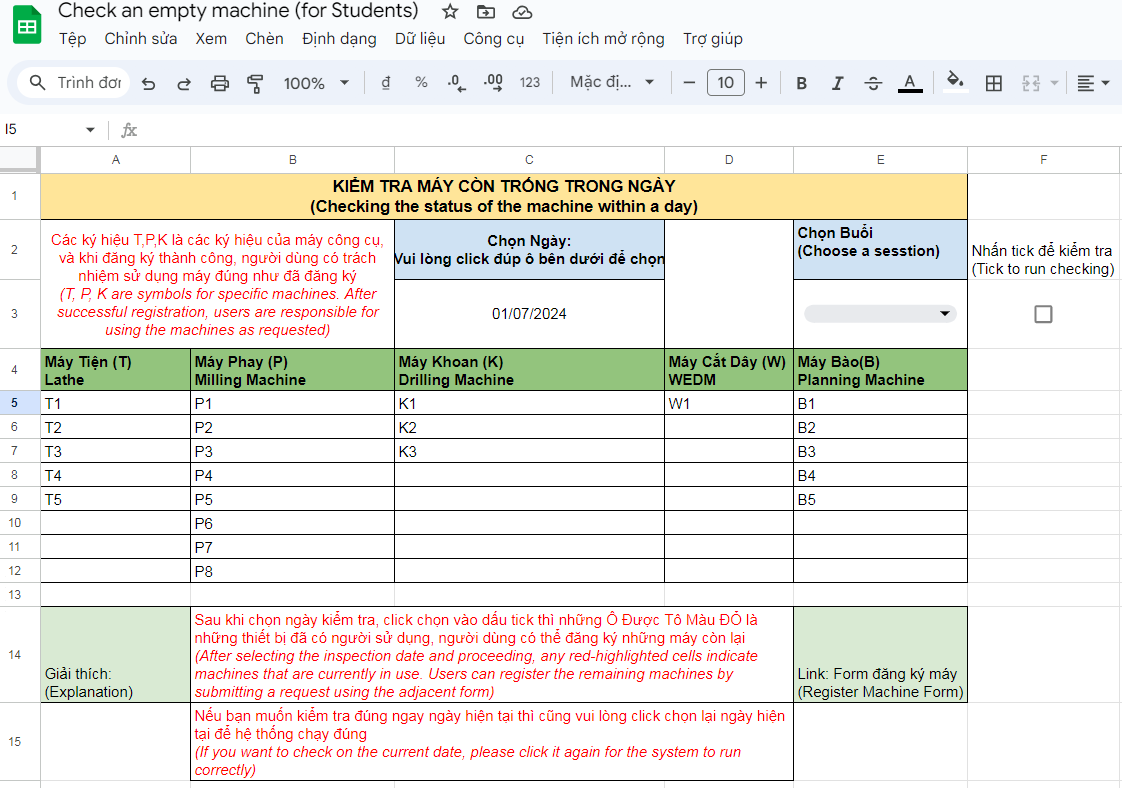 Check an empty machine (for Students)
Tệp Chỉnh sửa Xem Chèn Định dạng Dữ liệu Công cụ Tiện ích mở rộng Trợ giúp
Trình đơn 100% đ % .0 .00 123 Mặc đị... 10 B I A
I5 fx
A B C D E F
1 KIỂM TRA MÁY CÒN TRỐNG TRONG NGÀY
(Checking the status of the machine within a day)
2 Các ký hiệu T,P,K là các ký hiệu của máy công cụ,
và khi đăng ký thành công, người dùng có trách
nhiệm sử dụng máy đúng như đã đăng ký
(T, P, K are symbols for specific machines. After
successful registration, users are responsible for
using the machines as requested)
Chọn Ngày:
Vui lòng click đúp ô bên dưới để chọn
Chọn Buổi
(Choose a sesstion)
Nhấn tick để kiểm tra
(Tick to run checking)
3 01/07/2024
4 Máy Tiện (T)
Lathe
Máy Phay (P)
Milling Machine
Máy Khoan (K)
Drilling Machine
Máy Cắt Dây (W)
WEDM
Máy Bào(B)
Planning Machine
5 T1 P1 K1 W1 B1
6 T2 P2 K2 B2
7 T3 P3 K3 B3
8 T4 P4 B4
9 T5 P5 B5
10 P6
11 P7
12 P8
13
14 Giải thích:
(Explanation)
Sau khi chọn ngày kiểm tra, click chọn vào dấu tick thì những Ô Được Tô Màu ĐỎ là
những thiết bị đã có người sử dụng, người dùng có thể đăng ký những máy còn lại
(After selecting the inspection date and proceeding, any red-highlighted cells indicate
machines that are currently in use. Users can register the remaining machines by
submitting a request using the adjacent form)
Link: Form đăng ký máy
(Register Machine Form)
15 Nếu bạn muốn kiểm tra đúng ngay ngày hiện tại thì cũng vui lòng click chọn lại ngày hiện
tại để hệ thống chạy đúng
(If you want to check on the current date, please click it again for the system to run
correctly)